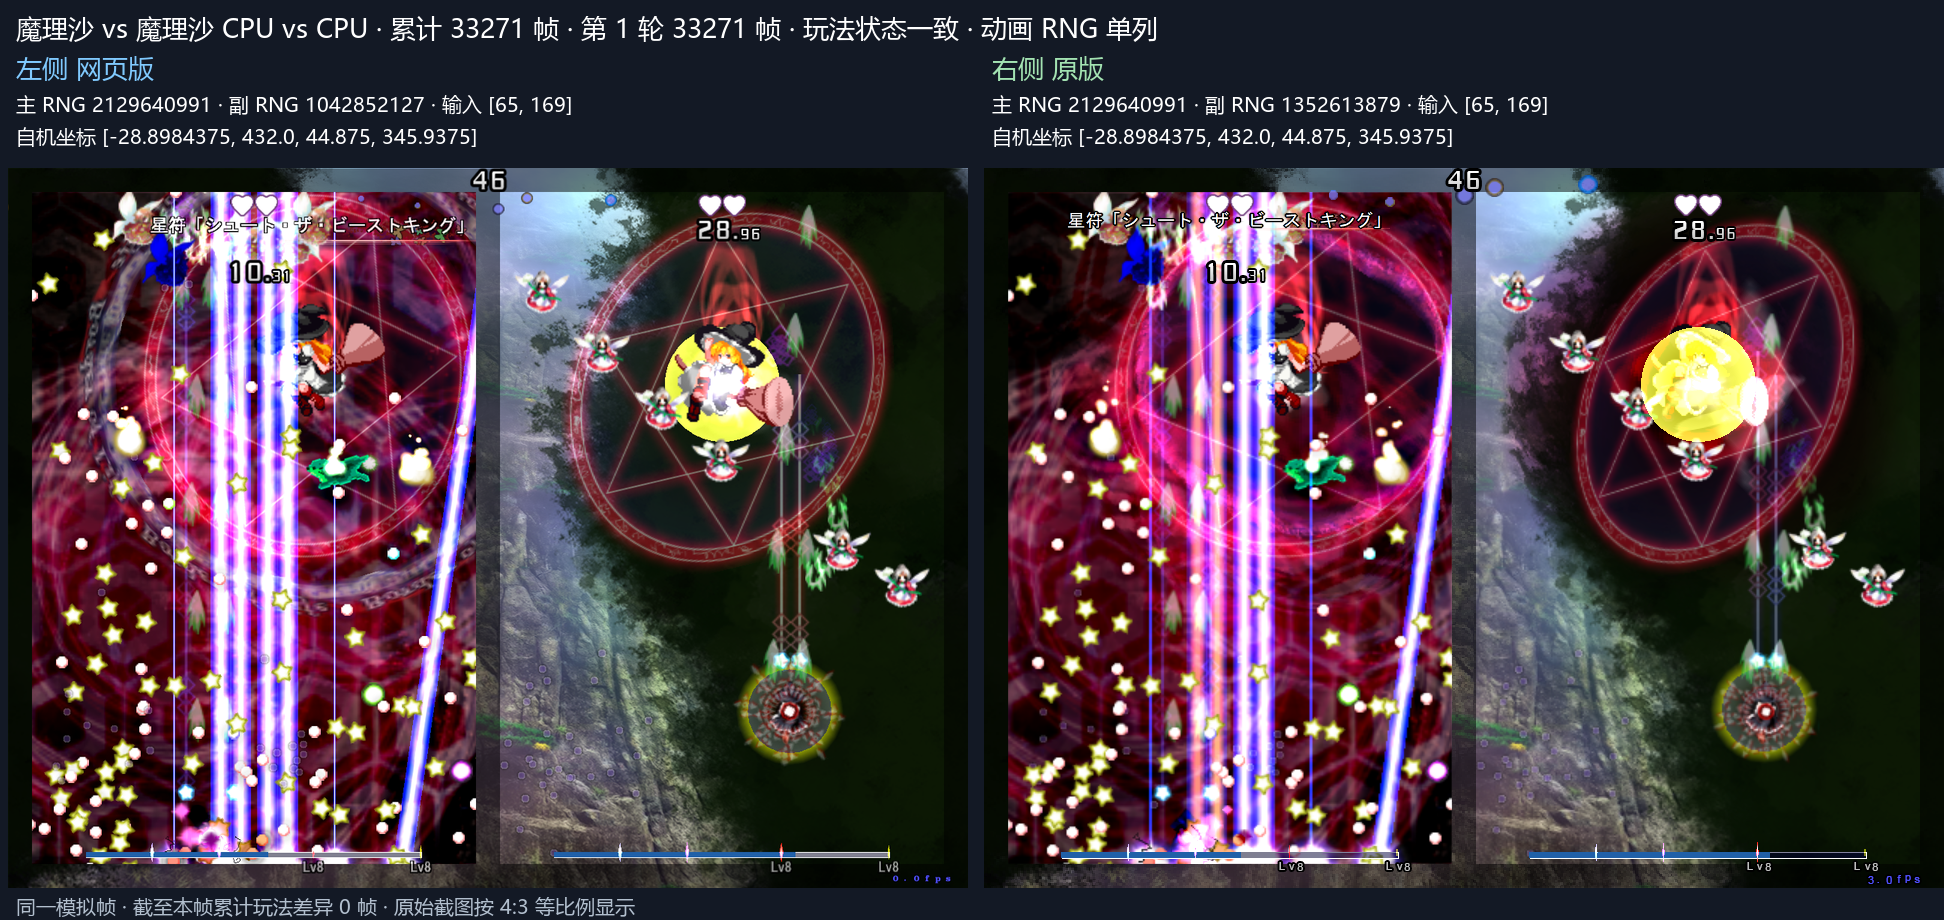 魔理沙 vs 魔理沙 CPU vs CPU · 累计 33271 帧 · 第 1 轮 33271 帧 · 玩法状态一致 · 动画 RNG 单列
左侧 网页版
主 RNG 2129640991 · 副 RNG 1042852127 · 输入 [65, 169]
自机坐标 [-28.8984375, 432.0, 44.875, 345.9375]
右侧 原版
主 RNG 2129640991 · 副 RNG 1352613879 · 输入 [65, 169]
自机坐标 [-28.8984375, 432.0, 44.875, 345.9375]
46
星符「シュート・ザ・ビーストキング」
28.96
10.31
Lv8
Lv8
Lv8
Lv8
0.0fps
46
星符「シュート・ザ・ビーストキング」
28.96
10.31
Lv8
Lv8
Lv8
Lv8
3.0fps
同一模拟帧 · 截至本帧累计玩法差异 0 帧 · 原始截图按 4:3 等比例显示